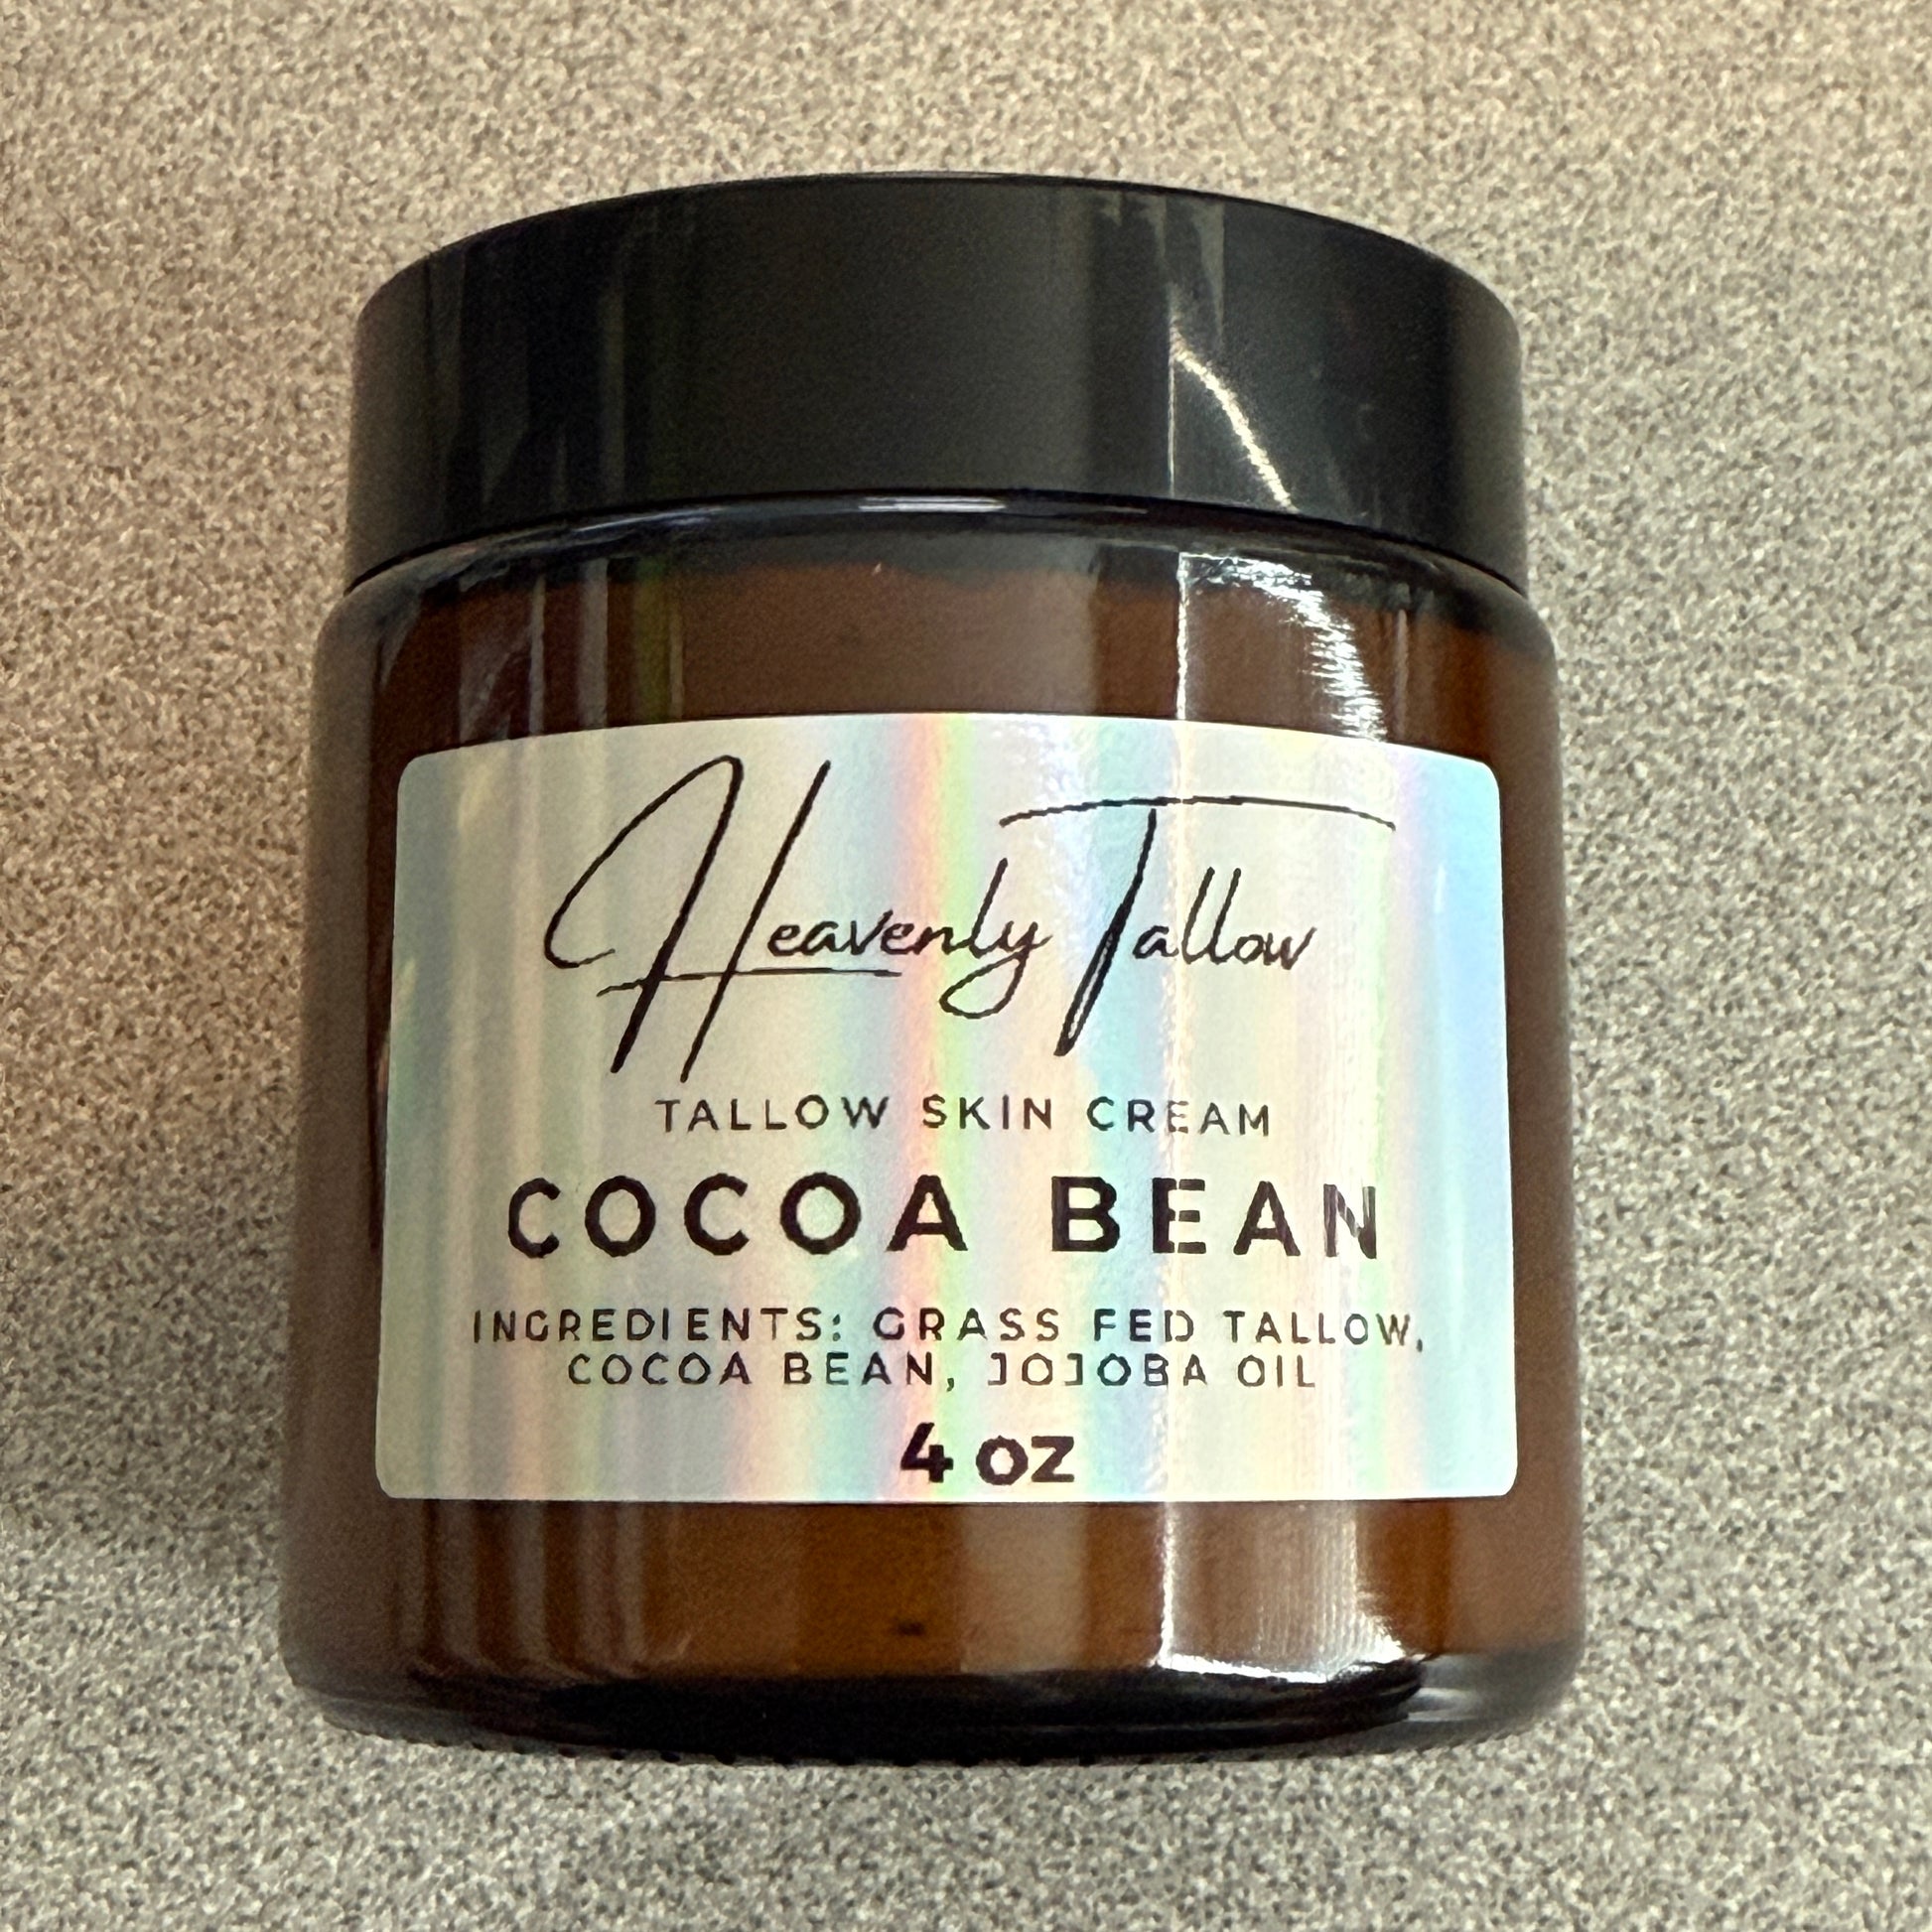 Heavenly Tallow
TALLOW SKIN CREAM
COCOA BEAN
INGREDIENTS: GRASS FED TALLOW,
COCOA BEAN, JOJOBA OIL
4 OZ